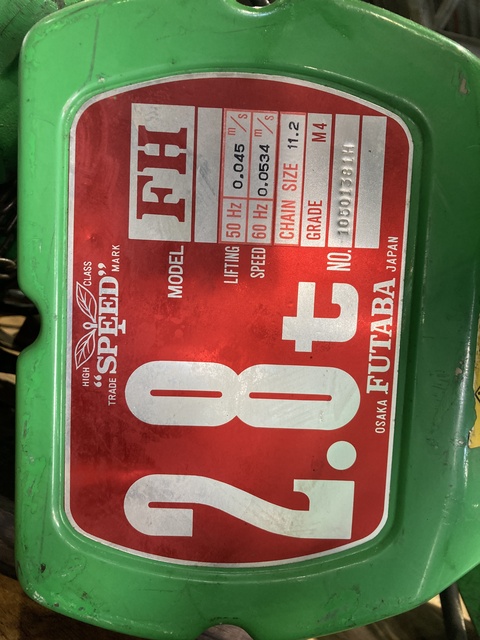 HIGH CLASS
"SPEED"
TRADE MARK
MODEL FH
LIFTING SPEED
50 Hz 0.045 m/s
60 Hz 0.0534 m/s
CHAIN SIZE 11.2
GRADE M4
NO.
2.8t
OSAKA FUTABA JAPAN